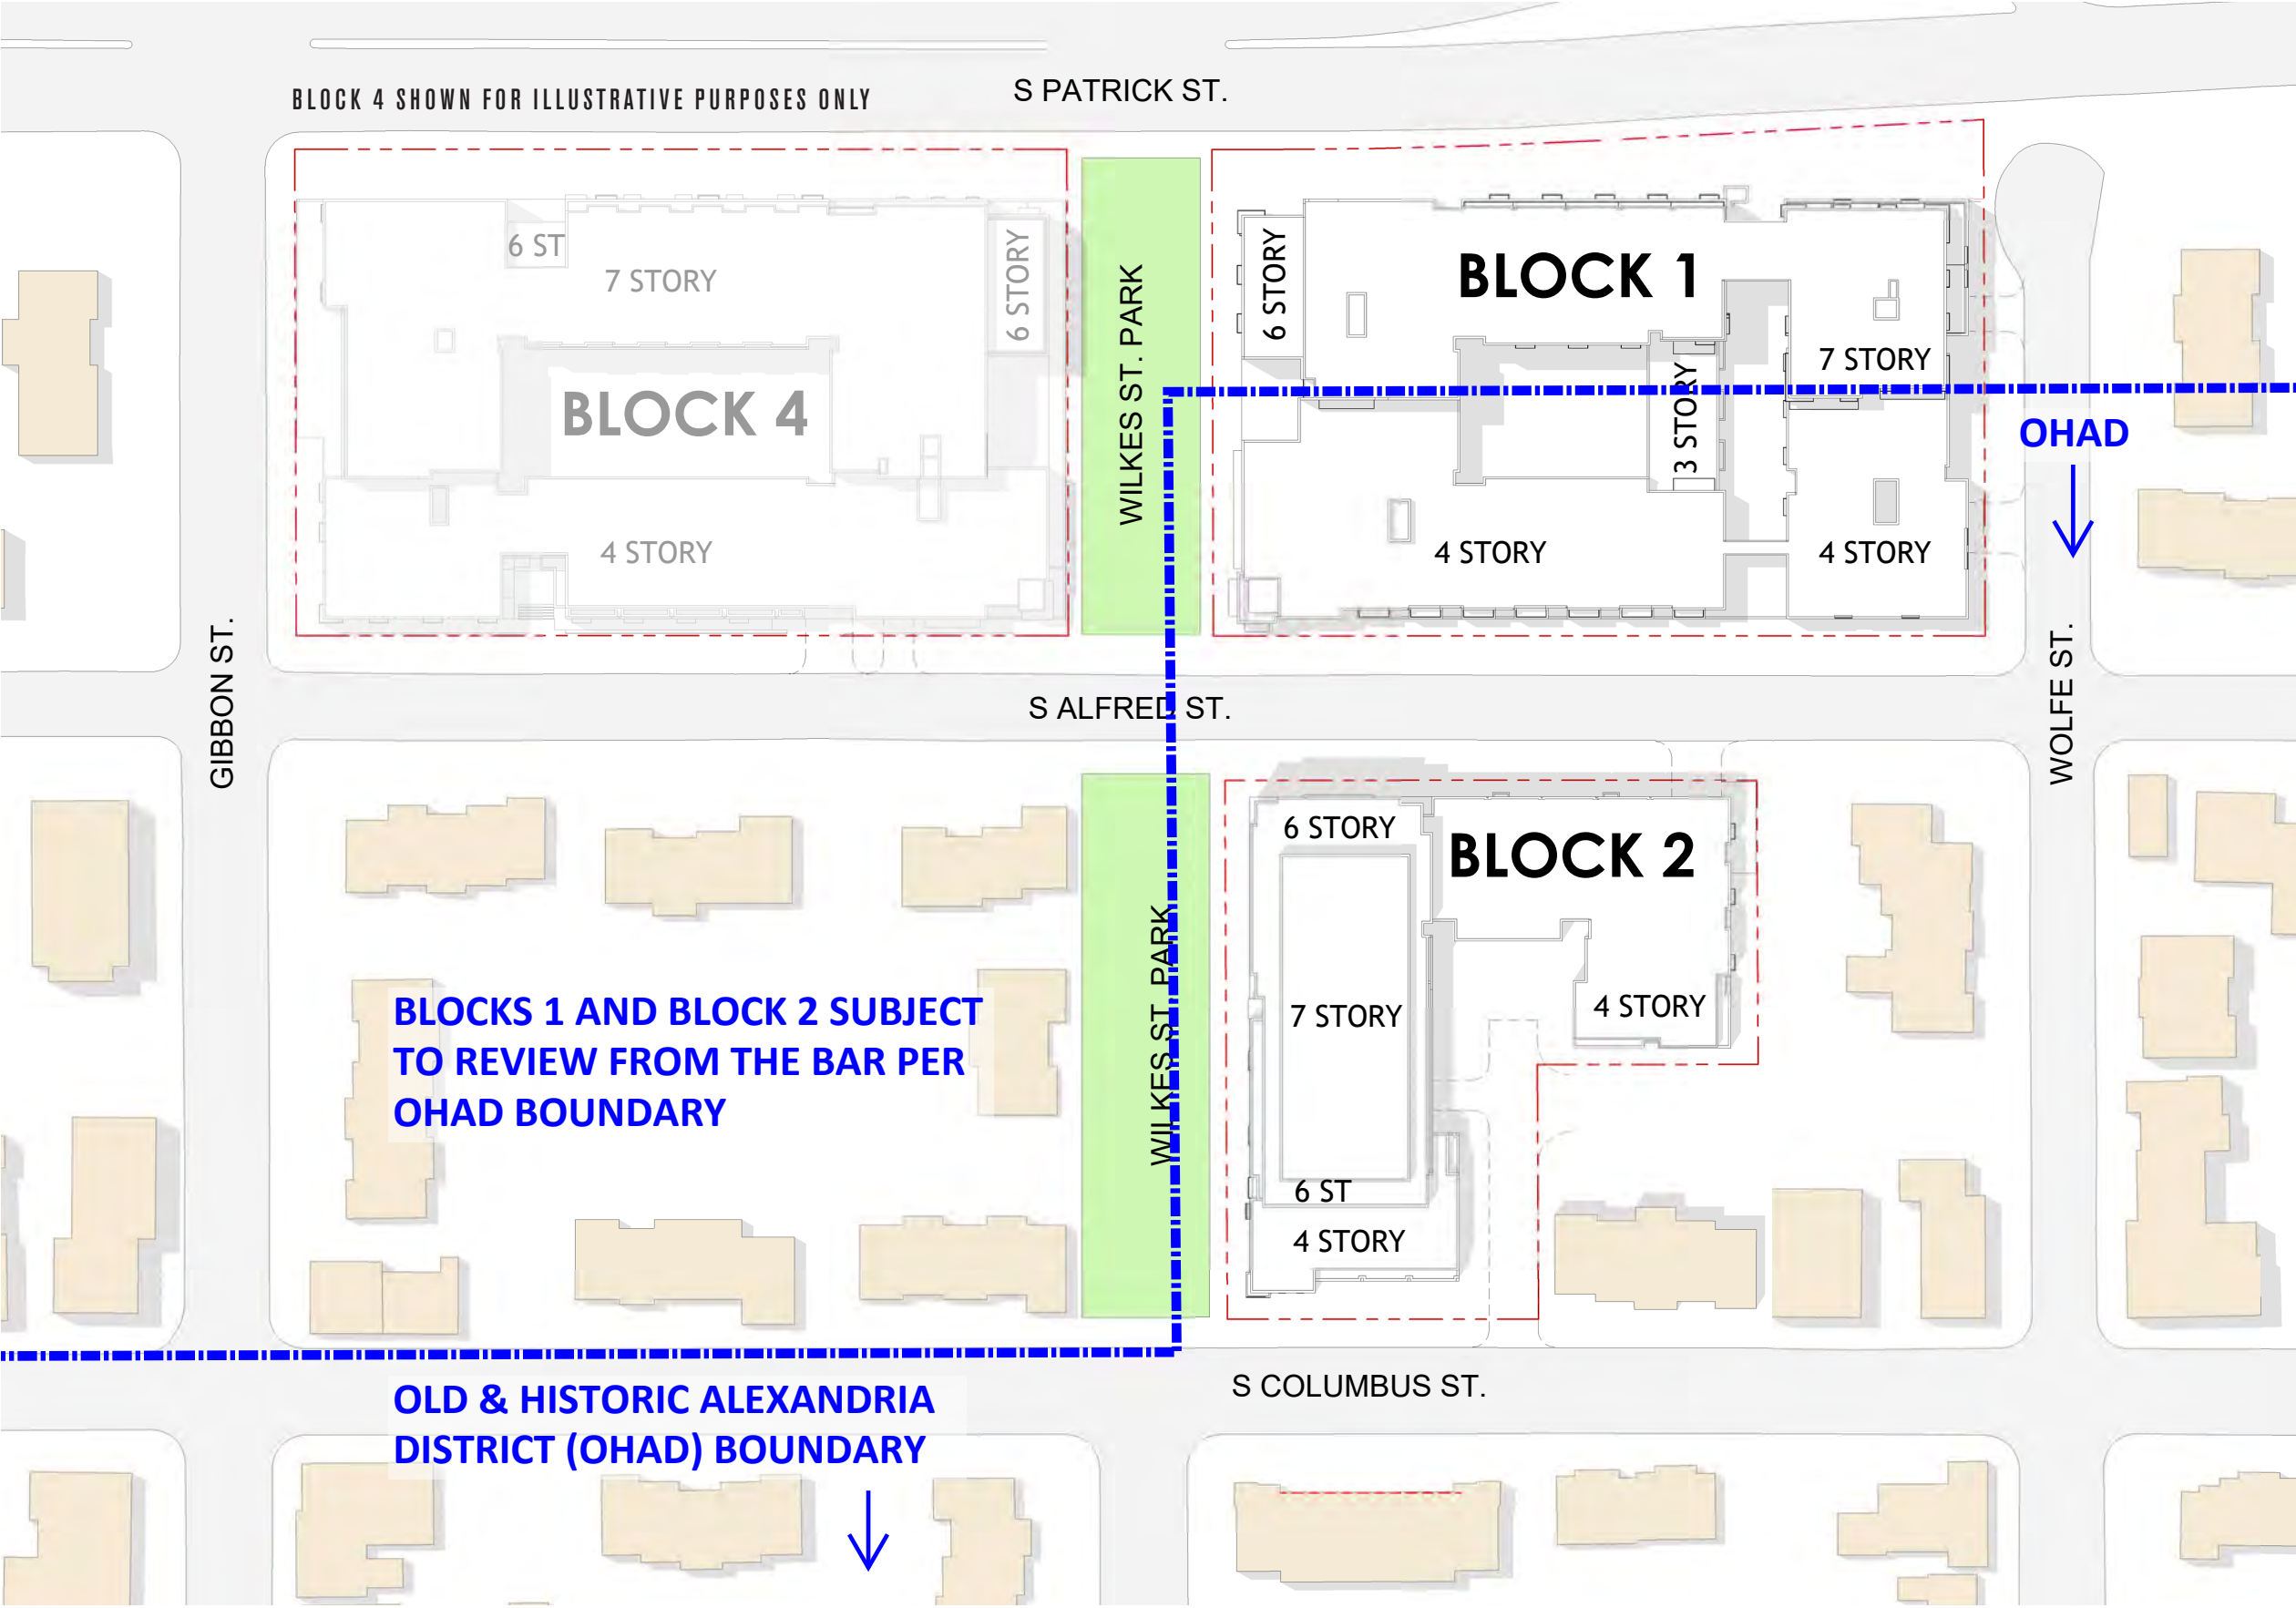 S PATRICK ST.
BLOCK 4 SHOWN FOR ILLUSTRATIVE PURPOSES ONLY
6 ST
7 STORY
6 STORY
BLOCK 4
4 STORY
WILKES ST. PARK
6 STORY
BLOCK 1
7 STORY
3 STORY
4 STORY
4 STORY
OHAD
GIBBON ST.
S ALFRED ST.
WOLFE ST.
6 STORY
BLOCK 2
7 STORY
4 STORY
6 ST
4 STORY
WILKES ST. PARK
BLOCKS 1 AND BLOCK 2 SUBJECT
TO REVIEW FROM THE BAR PER
OHAD BOUNDARY
S COLUMBUS ST.
OLD & HISTORIC ALEXANDRIA
DISTRICT (OHAD) BOUNDARY